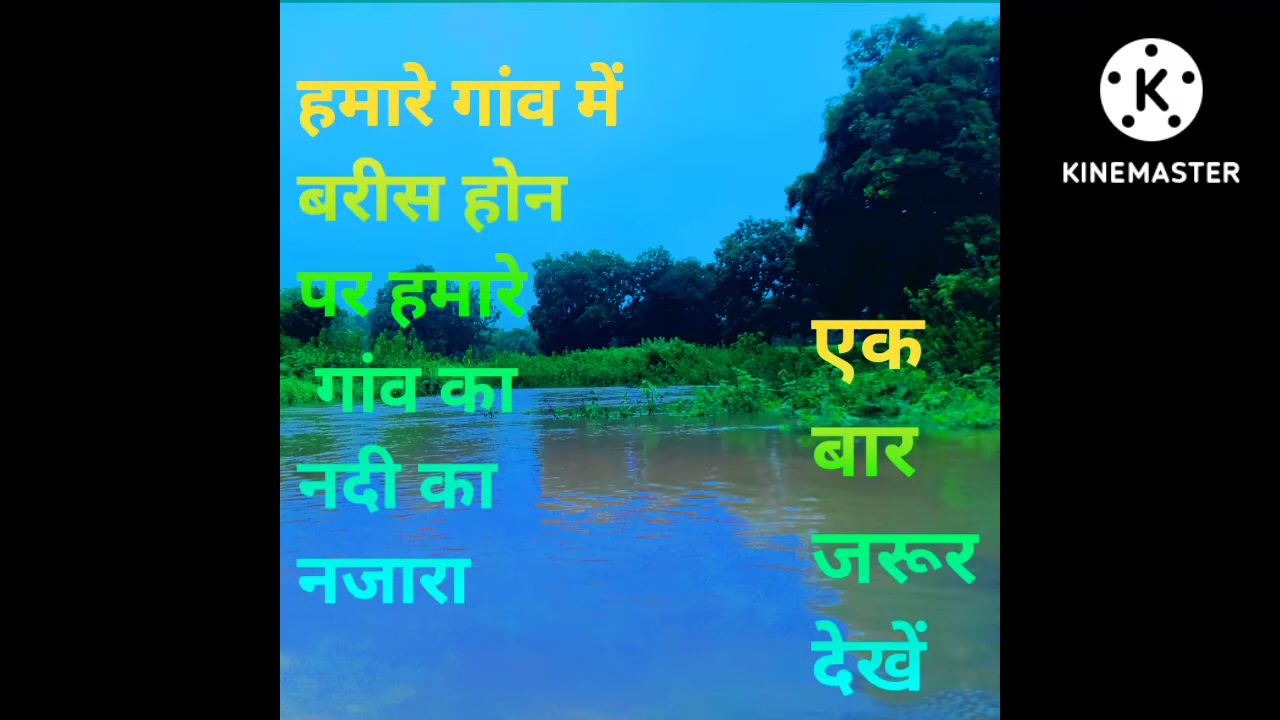 हमारे गांव में
बरीस होन
पर हमारे
गांव का
नदी का
नजारा
एक
बार
जरूर
देखें
KINEMASTER